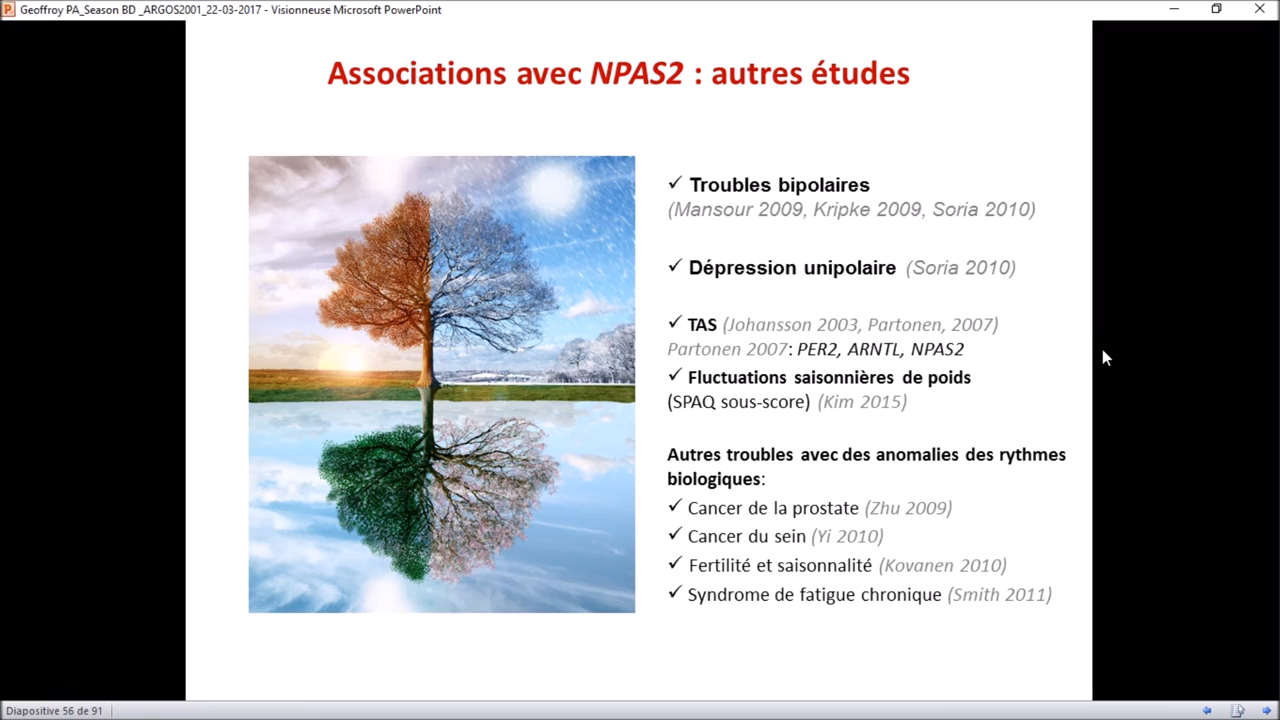 Geoffroy PA_Season BD _ARGOS2001_22-03-2017 - Visionneuse Microsoft PowerPoint
Associations avec NPAS2 : autres études
✓ Troubles bipolaires
(Mansour 2009, Kripke 2009, Soria 2010)
✓ Dépression unipolaire (Soria 2010)
✓ TAS (Johansson 2003, Partonen, 2007)
Partonen 2007: PER2, ARNTL, NPAS2
✓ Fluctuations saisonnières de poids
(SPAQ sous-score) (Kim 2015)
Autres troubles avec des anomalies des rythmes
biologiques:
✓ Cancer de la prostate (Zhu 2009)
✓ Cancer du sein (Yi 2010)
✓ Fertilité et saisonnalité (Kovanen 2010)
✓ Syndrome de fatigue chronique (Smith 2011)
Diapositive 56 de 91